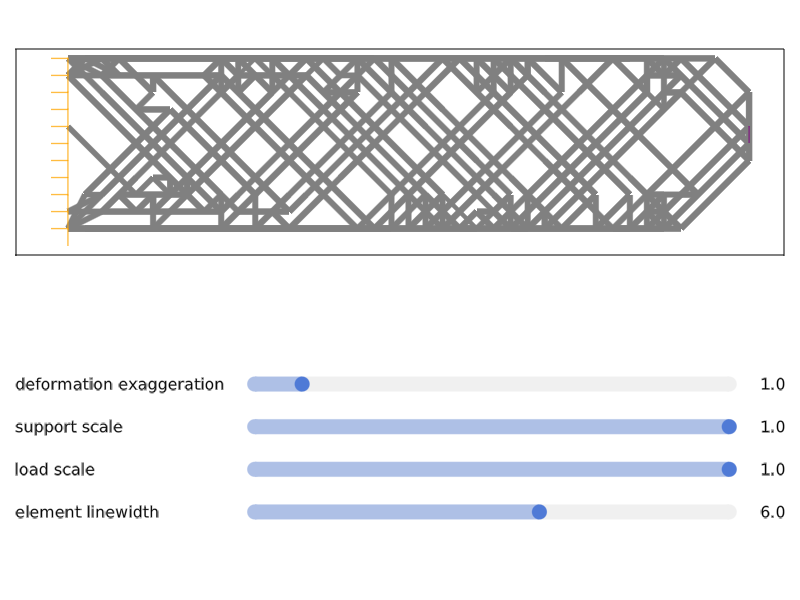 deformation exaggeration 1.0
support scale 1.0
load scale 1.0
element linewidth 6.0